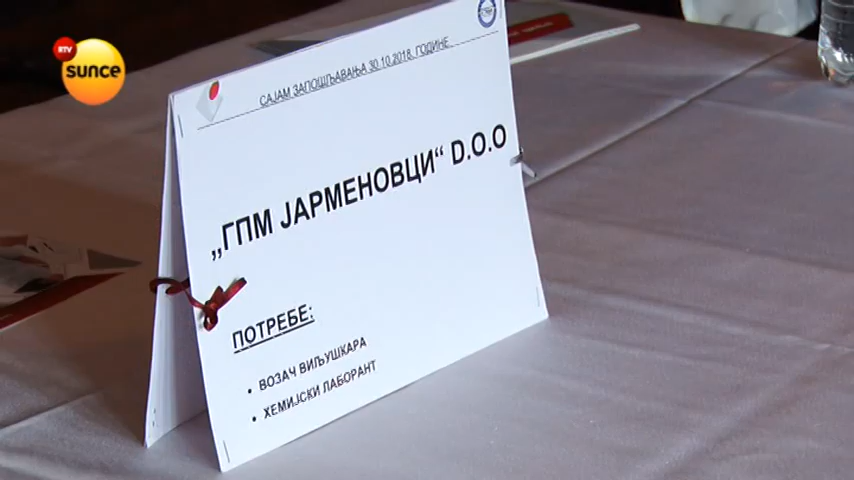 RTV
sunce
САЈАМ ЗАПОШЉАВАЊА 30.10.2018. ГОДИНЕ
„ГПМ ЈАРМЕНОВЦИ“ D.O.O
ПОТРЕБЕ:
• ВОЗАЧ ВИЉУШКАРА
• ХЕМИЈСКИ ЛАБОРАНТ